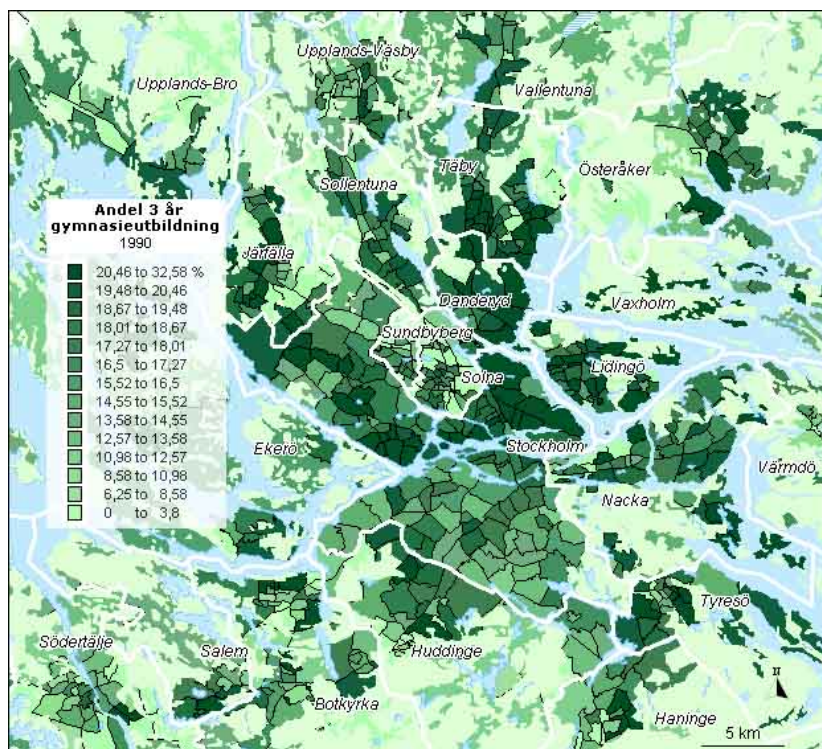 Upplands-Väsby
Upplands-Bro
Vallentuna
Täby
Österåker
Sollentuna
Andel 3 år
gymnasieutbildning
1990
20,46 to 32,58 %
19,48 to 20,46
18,67 to 19,48
18,01 to 18,67
17,27 to 18,01
16,5 to 17,27
15,52 to 16,5
14,55 to 15,52
13,58 to 14,55
12,57 to 13,58
10,98 to 12,57
8,58 to 10,98
6,25 to 8,58
0 to 3,8
Järfälla
Danderyd
Vaxholm
Sundbyberg
Solna
Lidingö
Ekerö
Stockholm
Värmdö
Nacka
Tyresö
Södertälje
Salem
Huddinge
Botkyrka
Haninge
N
5 km